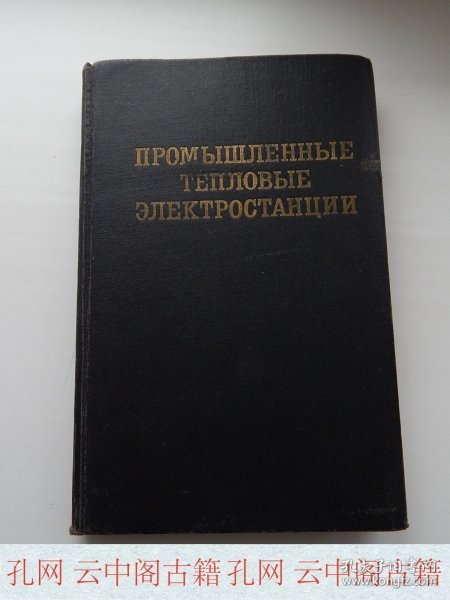 ПРОМЫШЛЕННЫЕ
ТЕПЛОВЫЕ
ЭЛЕКТРОСТАНЦИИ
孔网 云中阁古籍 孔网 云中阁古籍